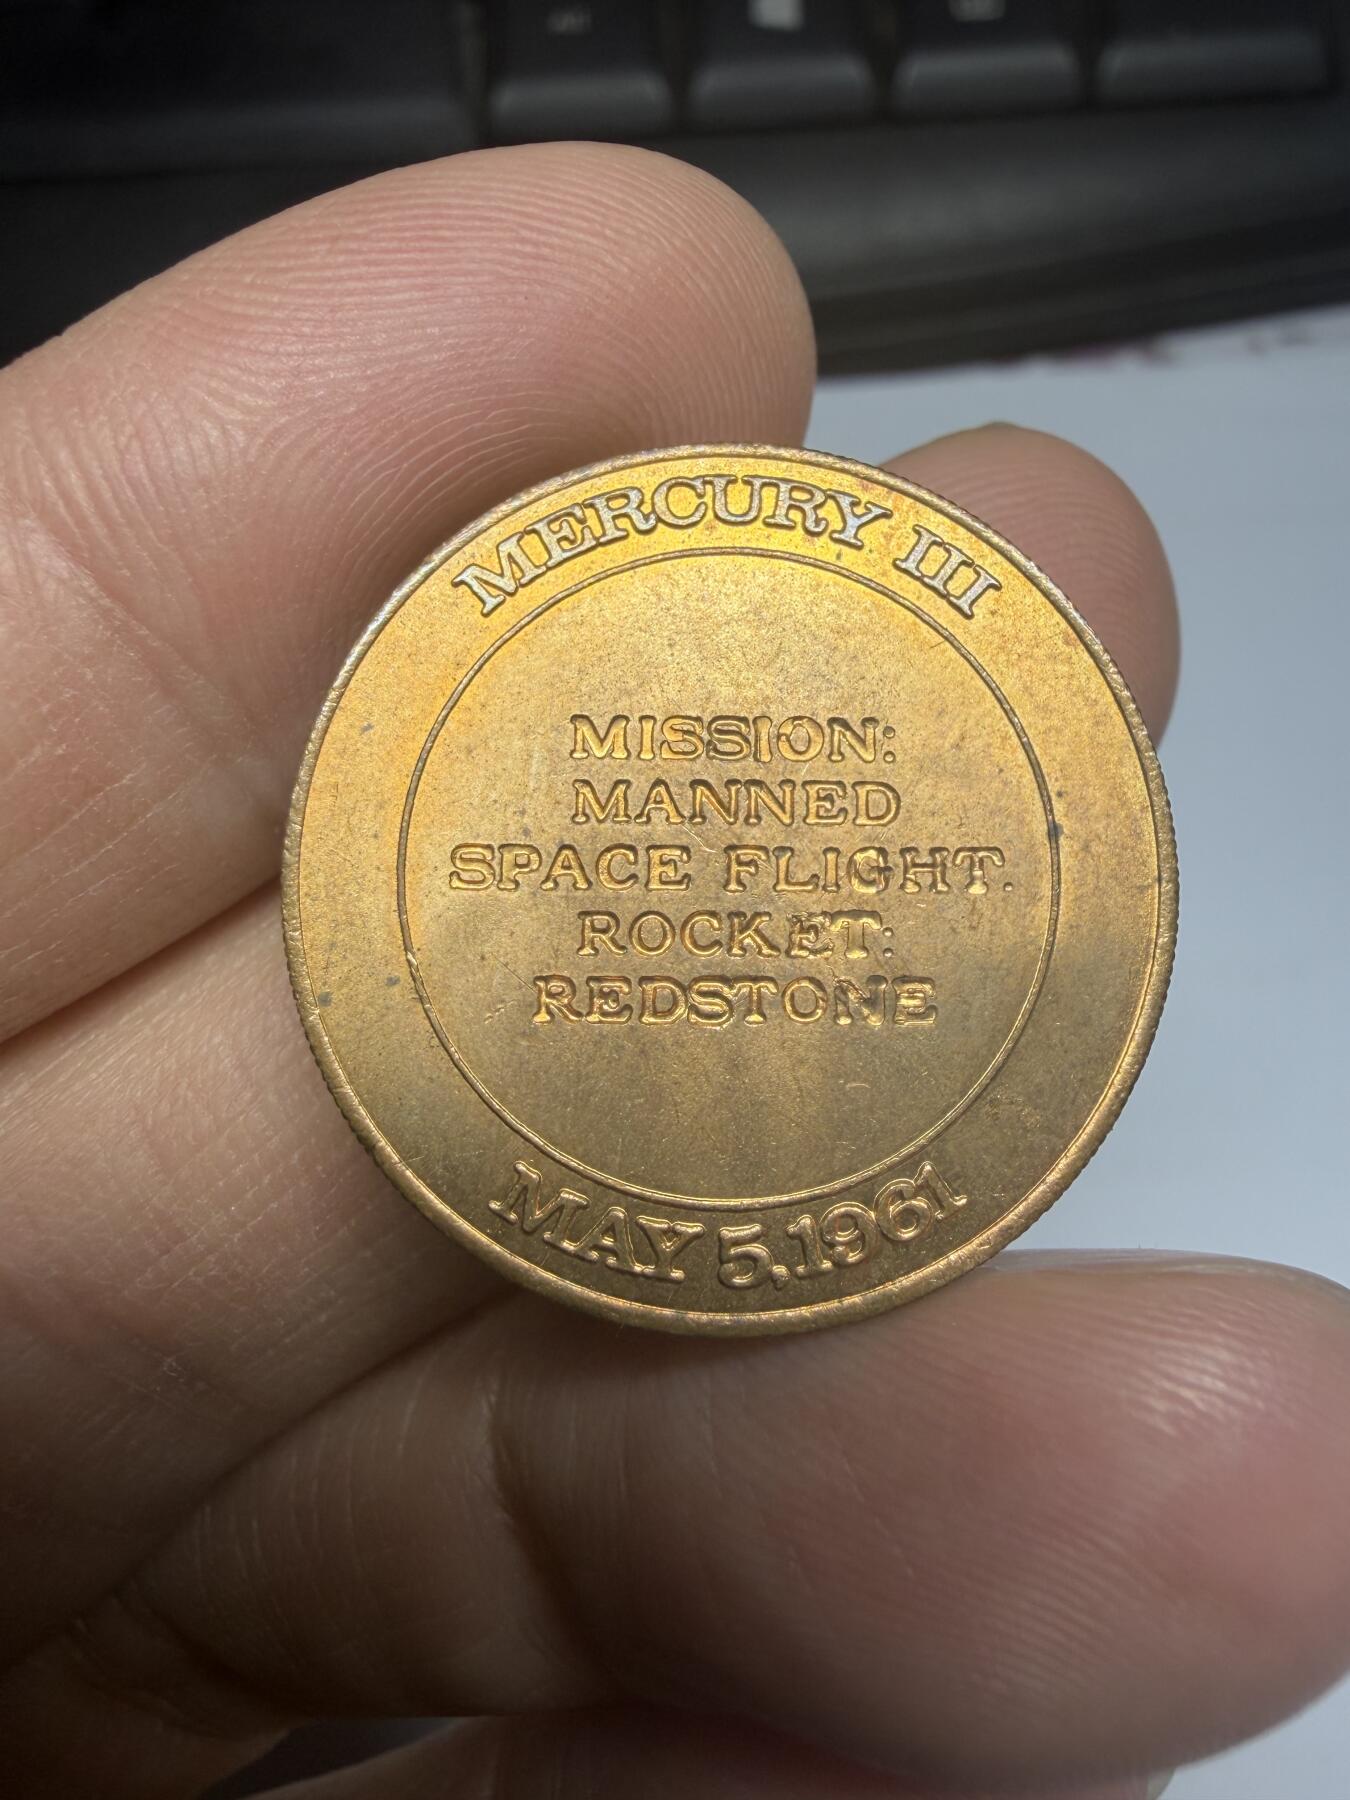 MERCURY III
MISSION:
MANNED
SPACE FLIGHT.
ROCKET:
REDSTONE
MAY 5, 1961